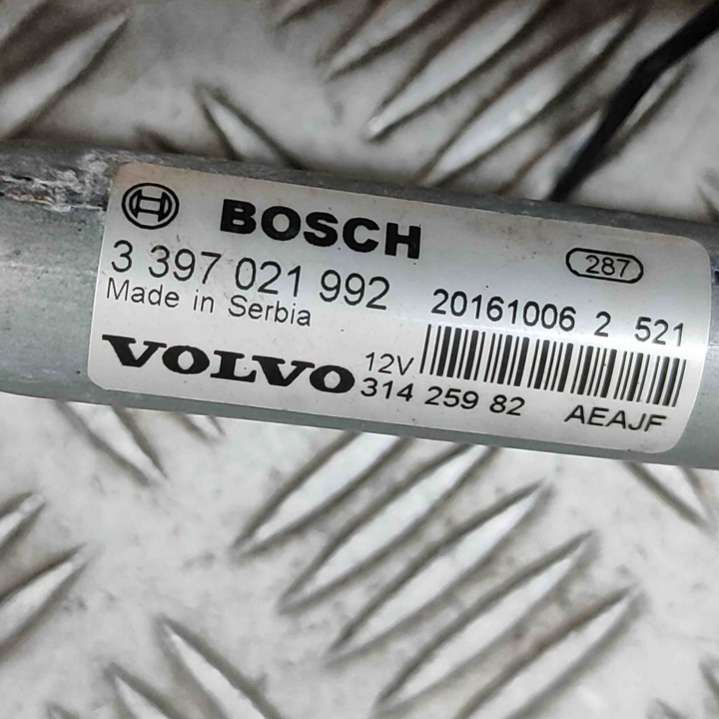 BOSCH
287
3 397 021 992
20161006 2 521
Made in Serbia
VOLVO
12V
314 259 82
AEAJF